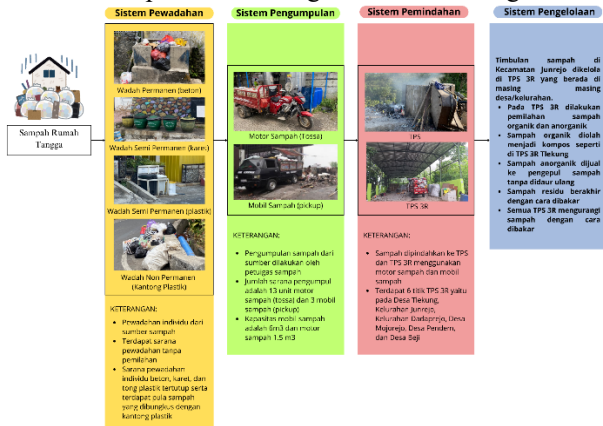 Sistem Pewadahan
Sistem Pengumpulan
Sistem Pemindahan
Sistem Pengelolaan
Sampah Rumah
Tangga
Wadah Permanen (beton)
Wadah Semi Permanen (karet)
Wadah Semi Permanen (plastik)
Wadah Non Permanen
(Kantong Plastik)
KETERANGAN:
• Pewadahan individu dari
sumber sampah
• Terdapat sarana
pewadahan tanpa
pemilahan
• Sarana pewadahan
individu beton, karet, dan
tong plastik tertutup serta
terdapat pula sampah
yang dibungkus dengan
kantong plastik
Motor Sampah (Tossa)
Mobil Sampah (pickup)
KETERANGAN:
• Pengumpulan sampah dari
sumber dilakukan oleh
petugas sampah
• Jumlah sarana pengumpul
adalah 13 unit motor
sampah (tossa) dan 3 mobil
sampah (pickup)
• Kapasitas mobil sampah
adalah 6m3 dan motor
sampah 1.5 m3
TPS
TPS 3R
KETERANGAN:
• Sampah dipindahkan ke TPS
dan TPS 3R menggunakan
motor sampah dan mobil
sampah
• Terdapat 6 titik TPS 3R yaitu
pada Desa Tlekung,
Kelurahan Junrejo,
Kelurahan Dadaprejo, Desa
Mojorejo, Desa Pendem,
dan Desa Beji
Timbulan sampah di
Kecamatan Junrejo dikelola
di TPS 3R yang berada di
masing masing
desa/kelurahan.
• Pada TPS 3R dilakukan
pemilahan sampah
organik dan anorganik
• Sampah organik diolah
menjadi kompos seperti
di TPS 3R Tlekung
• Sampah anorganik dijual
ke pengepul sampah
tanpa didaur ulang
• Sampah residu berakhir
dengan cara dibakar
• Semua TPS 3R mengurangi
sampah dengan cara
dibakar